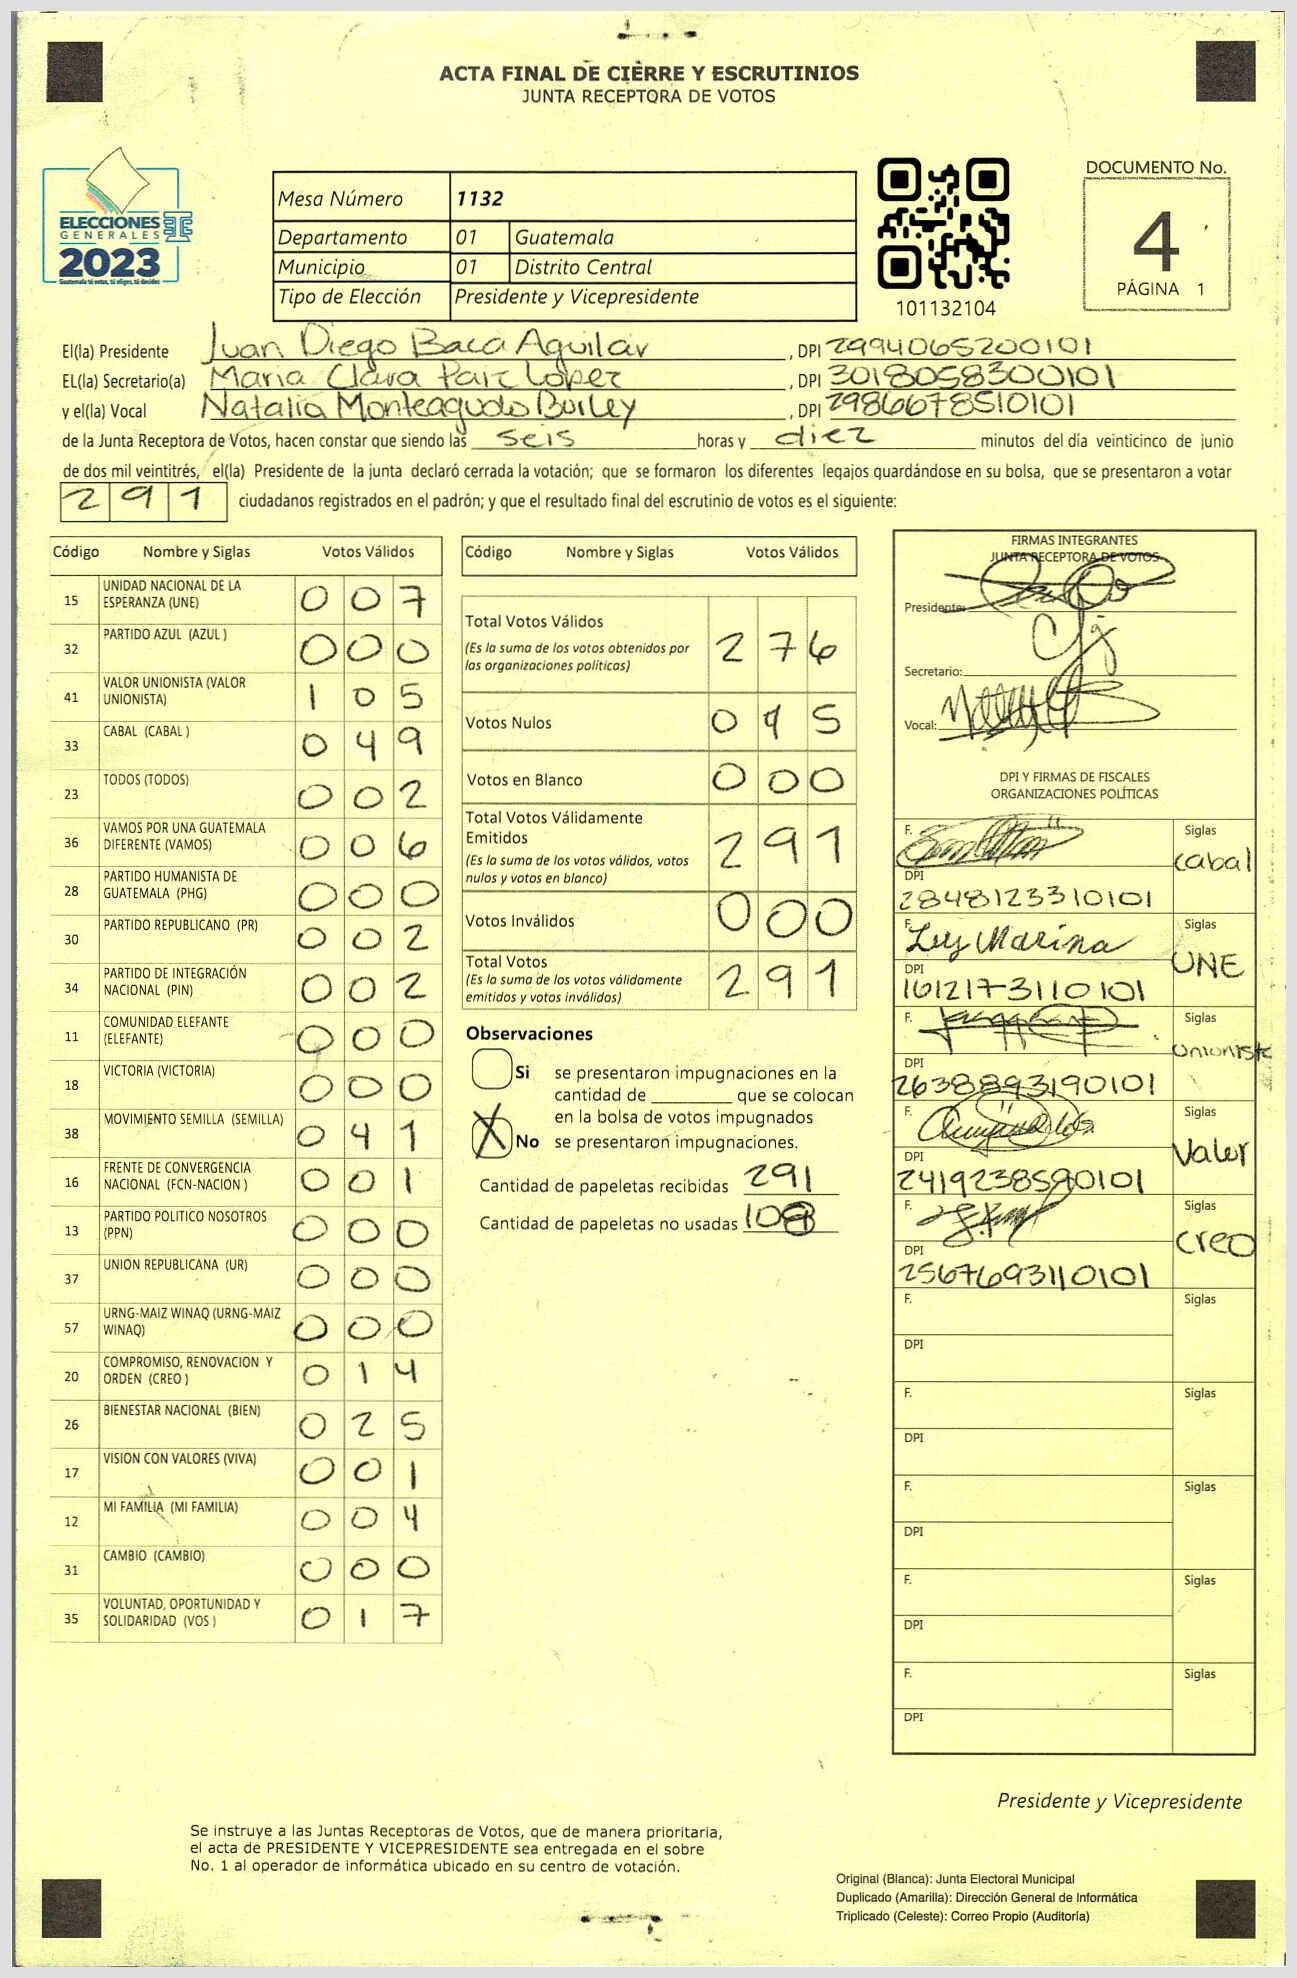 ACTA FINAL DE CIERRE Y ESCRUTINIOS
JUNTA RECEPTORA DE VOTOS
ELECCIONES
GENERALES
2023
Guatemala tú votas, tú eliges, tú decides
TSE
Mesa Número 1132
Departamento 01 Guatemala
Municipio 01 Distrito Central
Tipo de Elección Presidente y Vicepresidente
101132104
DOCUMENTO No.
4
PÁGINA 1
El(la) Presidente Juan Diego Baca Aguilar, DPI 2994065200101
EL(la) Secretario(a) Maria Clara Paiz Lopez, DPI 3018058300101
y el(la) Vocal Natalia Monteagudo Burley, DPI 2986678510101
de la Junta Receptora de Votos, hacen constar que siendo las seis horas y diez minutos del día veinticinco de junio
de dos mil veintitrés, el(la) Presidente de la junta declaró cerrada la votación; que se formaron los diferentes legajos quardándose en su bolsa, que se presentaron a votar
291 ciudadanos registrados en el padrón; y que el resultado final del escrutinio de votos es el siguiente:
Código Nombre y Siglas Votos Válidos
15 UNIDAD NACIONAL DE LA
ESPERANZA (UNE) 0 0 7
32 PARTIDO AZUL (AZUL ) 0 0 0
41 VALOR UNIONISTA (VALOR
UNIONISTA) 1 0 5
33 CABAL (CABAL ) 0 4 9
23 TODOS (TODOS) 0 0 2
36 VAMOS POR UNA GUATEMALA
DIFERENTE (VAMOS) 0 0 6
28 PARTIDO HUMANISTA DE
GUATEMALA (PHG) 0 0 0
30 PARTIDO REPUBLICANO (PR) 0 0 2
34 PARTIDO DE INTEGRACIÓN
NACIONAL (PIN) 0 0 2
11 COMUNIDAD ELEFANTE
(ELEFANTE) 0 0 0
18 VICTORIA (VICTORIA) 0 0 0
38 MOVIMIENTO SEMILLA (SEMILLA) 0 4 1
16 FRENTE DE CONVERGENCIA
NACIONAL (FCN-NACION ) 0 0 1
13 PARTIDO POLITICO NOSOTROS
(PPN) 0 0 0
37 UNION REPUBLICANA (UR) 0 0 0
57 URNG-MAIZ WINAQ (URNG-MAIZ
WINAQ) 0 0 0
20 COMPROMISO, RENOVACION Y
ORDEN (CREO ) 0 1 4
26 BIENESTAR NACIONAL (BIEN) 0 2 5
17 VISION CON VALORES (VIVA) 0 0 1
12 MI FAMILIA (MI FAMILIA) 0 0 4
31 CAMBIO (CAMBIO) 0 0 0
35 VOLUNTAD, OPORTUNIDAD Y
SOLIDARIDAD (VOS ) 0 1 7
Código Nombre y Siglas Votos Válidos
Total Votos Válidos 2 7 6
(Es la suma de los votos obtenidos por
las organizaciones políticas)
Votos Nulos 0 1 5
Votos en Blanco 0 0 0
Total Votos Válidamente
Emitidos 2 9 1
(Es la suma de los votos válidos, votos
nulos y votos en blanco)
Votos Inválidos 0 0 0
Total Votos 2 9 1
(Es la suma de los votos válidamente
emitidos y votos inválidos)
Observaciones
Si se presentaron impugnaciones en la
cantidad de ________ que se colocan
en la bolsa de votos impugnados
X No se presentaron impugnaciones.
Cantidad de papeletas recibidas 291
Cantidad de papeletas no usadas
FIRMAS INTEGRANTES
JUNTA RECEPTORA DE VOTOS
Presidente:
Secretario:
Vocal:
DPI Y FIRMAS DE FISCALES
ORGANIZACIONES POLÍTICAS
F. Siglas
cabal
DPI
2848123310101
F. Luz Marina Siglas
UNE
DPI
1612173110101
F. Siglas
unionista
DPI
2638893190101
F. Siglas
Valor
DPI
2419238590101
F. Siglas
creo
DPI
2567693110101
F. Siglas
DPI
F. Siglas
DPI
F. Siglas
DPI
F. Siglas
DPI
F. Siglas
DPI
Presidente y Vicepresidente
Se instruye a las Juntas Receptoras de Votos, que de manera prioritaria,
el acta de PRESIDENTE Y VICEPRESIDENTE sea entregada en el sobre
No. 1 al operador de informática ubicado en su centro de votación.
Original (Blanca): Junta Electoral Municipal
Duplicado (Amarilla): Dirección General de Informática
Triplicado (Celeste): Correo Propio (Auditoría)